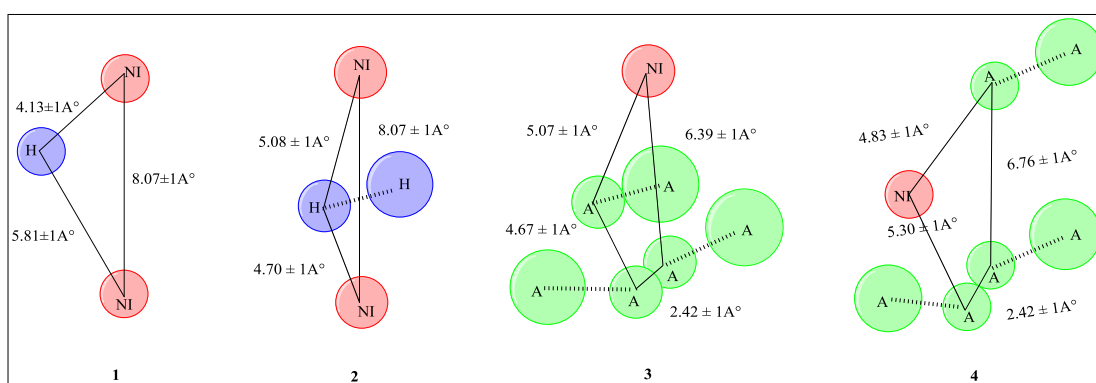 NI
4.13±1A°
H
8.07±1A°
5.81±1A°
NI
1
NI
5.08 ± 1A°
8.07 ± 1A°
H
H
4.70 ± 1A°
NI
2
NI
5.07 ± 1A°
6.39 ± 1A°
A
A
4.67 ± 1A°
A
A
A
A
2.42 ± 1A°
3
A
A
4.83 ± 1A°
6.76 ± 1A°
NI
5.30 ± 1A°
A
A
A
A
2.42 ± 1A°
4